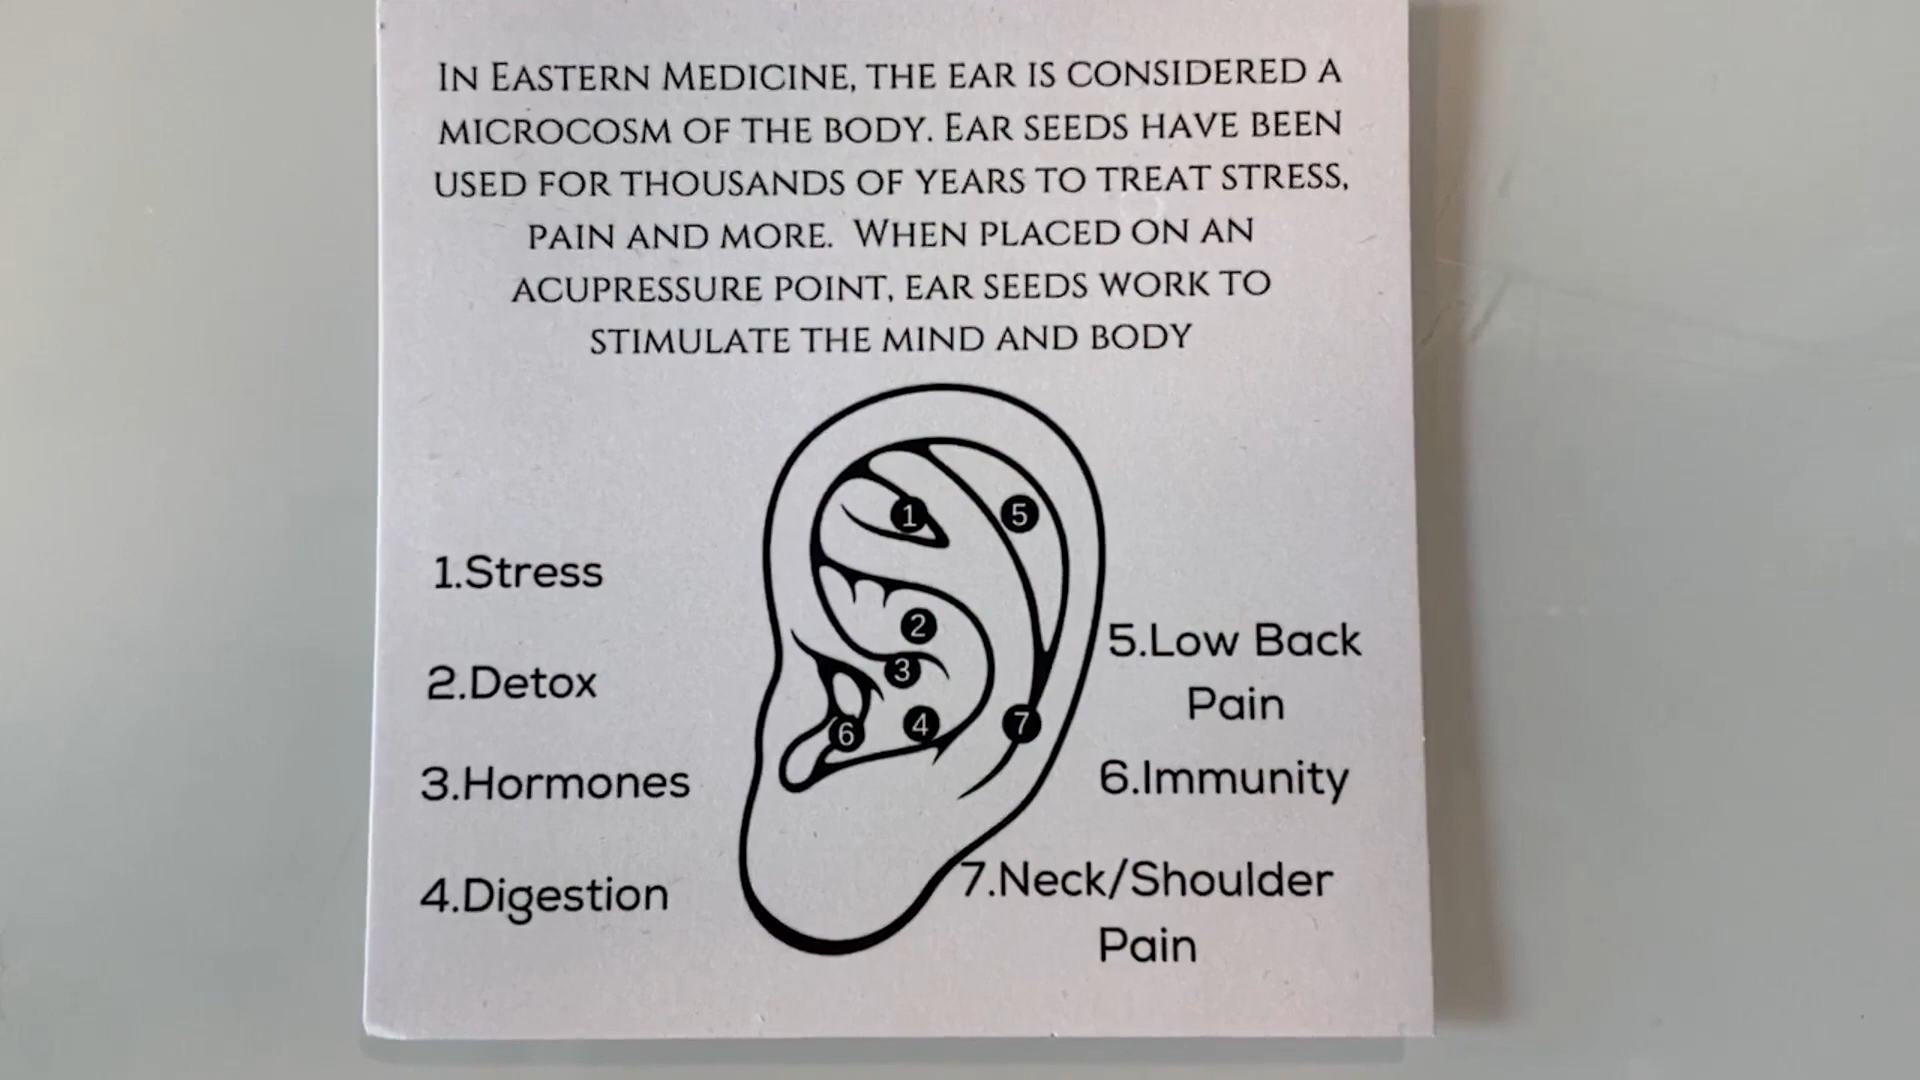 In Eastern Medicine, the ear is considered a
microcosm of the body. Ear seeds have been
used for thousands of years to treat stress,
pain and more. When placed on an
acupressure point, ear seeds work to
stimulate the mind and body
1
5
2
3
4
6
7
1.Stress
2.Detox
3.Hormones
4.Digestion
5.Low Back
Pain
6.Immunity
7.Neck/Shoulder
Pain